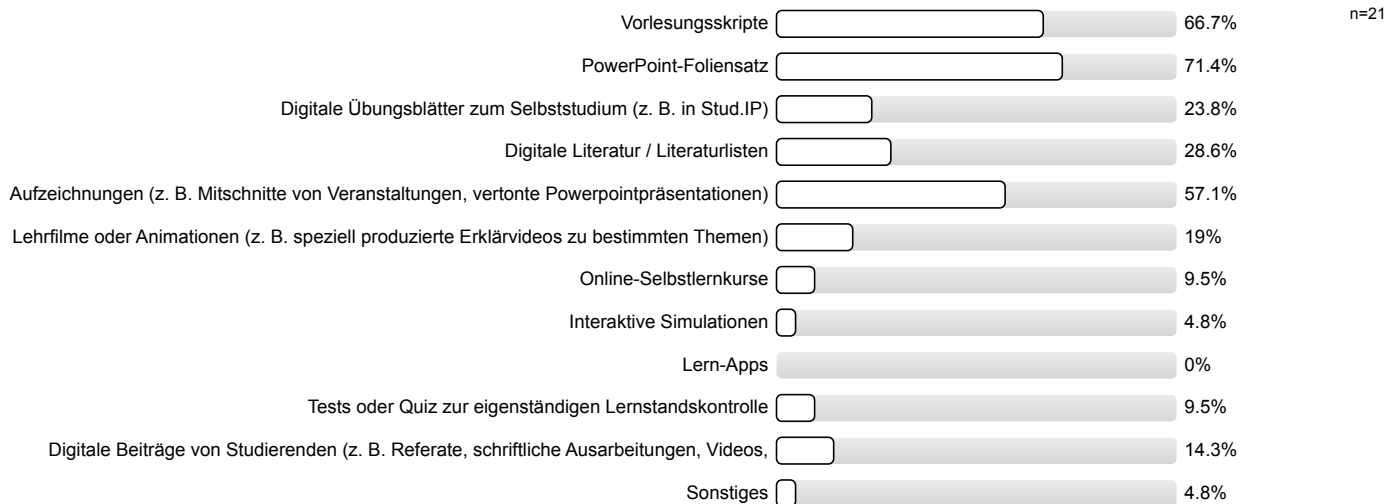 n=21
Vorlesungsskripte 66.7%
PowerPoint-Foliensatz 71.4%
Digitale Übungsblätter zum Selbststudium (z. B. in Stud.IP) 23.8%
Digitale Literatur / Literaturlisten 28.6%
Aufzeichnungen (z. B. Mitschnitte von Veranstaltungen, vertonte Powerpointpräsentationen) 57.1%
Lehrfilme oder Animationen (z. B. speziell produzierte Erklärvideos zu bestimmten Themen) 19%
Online-Selbstlernkurse 9.5%
Interaktive Simulationen 4.8%
Lern-Apps 0%
Tests oder Quiz zur eigenständigen Lernstandskontrolle 9.5%
Digitale Beiträge von Studierenden (z. B. Referate, schriftliche Ausarbeitungen, Videos, 14.3%
Sonstiges 4.8%